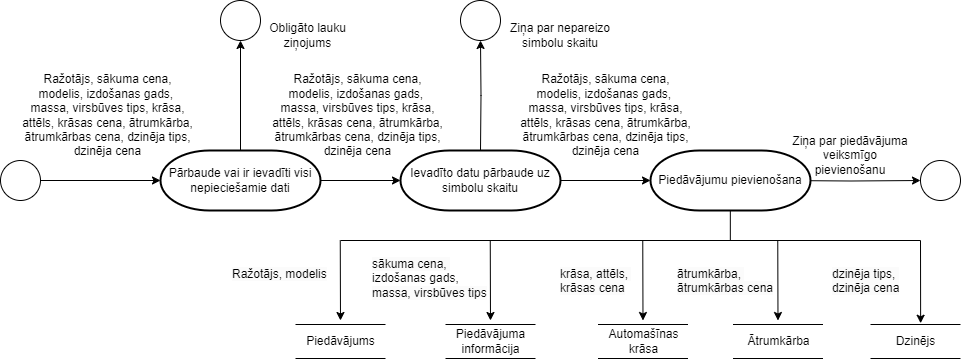 Obligāto lauku
ziņojums
Ziņa par nepareizo
simbolu skaitu
Ražotājs, sākuma cena,
modelis, izdošanas gads,
massa, virsbūves tips, krāsa,
attēls, krāsas cena, ātrumkārba,
ātrumkārbas cena, dzinēja tips,
dzinēja cena
Ražotājs, sākuma cena,
modelis, izdošanas gads,
massa, virsbūves tips, krāsa,
attēls, krāsas cena, ātrumkārba,
ātrumkārbas cena, dzinēja tips,
dzinēja cena
Ražotājs, sākuma cena,
modelis, izdošanas gads,
massa, virsbūves tips, krāsa,
attēls, krāsas cena, ātrumkārba,
ātrumkārbas cena, dzinēja tips,
dzinēja cena
Ziņa par piedāvājuma
veiksmīgo
pievienošanu
Pārbaude vai ir ievadīti visi
nepieciešamie dati
Ievadīto datu pārbaude uz
simbolu skaitu
Piedāvājumu pievienošana
Ražotājs, modelis
sākuma cena,
izdošanas gads,
massa, virsbūves tips
krāsa, attēls,
krāsas cena
ātrumkārba,
ātrumkārbas cena
dzinēja tips,
dzinēja cena
Piedāvājums
Piedāvājuma
informācija
Automašīnas
krāsa
Ātrumkārba
Dzinējs